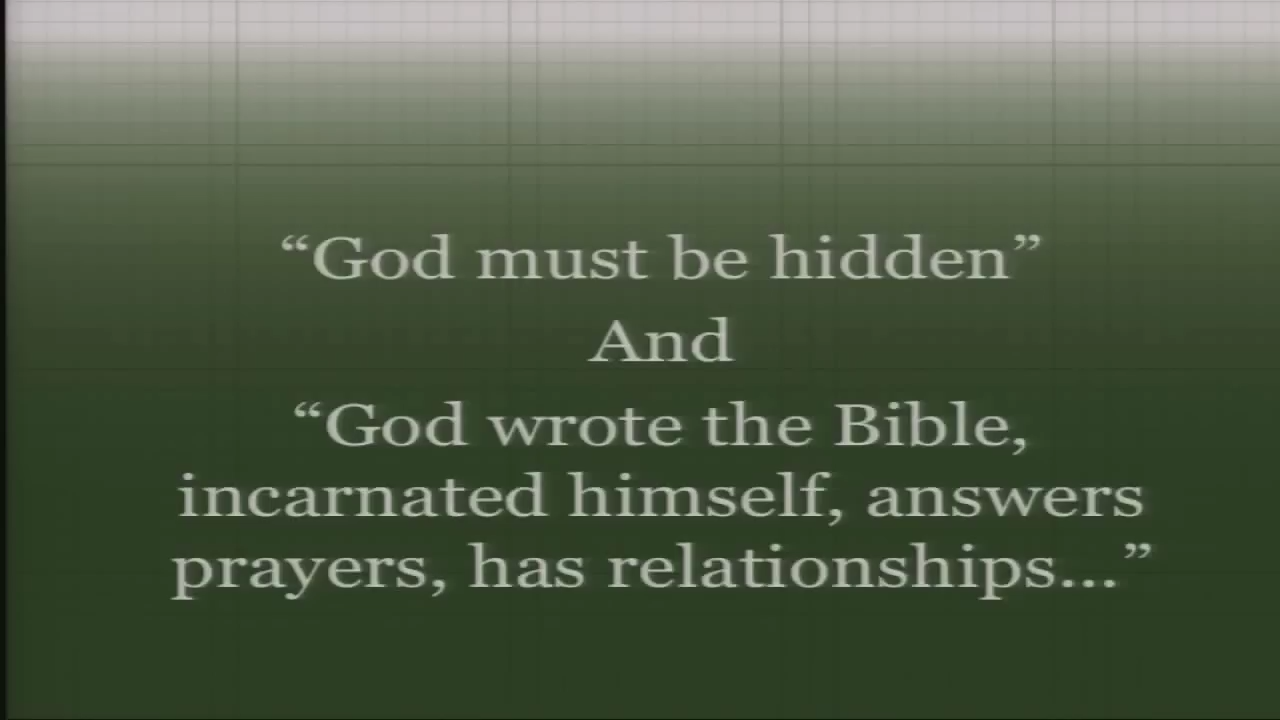 “God must be hidden”
And
“God wrote the Bible,
incarnated himself, answers
prayers, has relationships...”